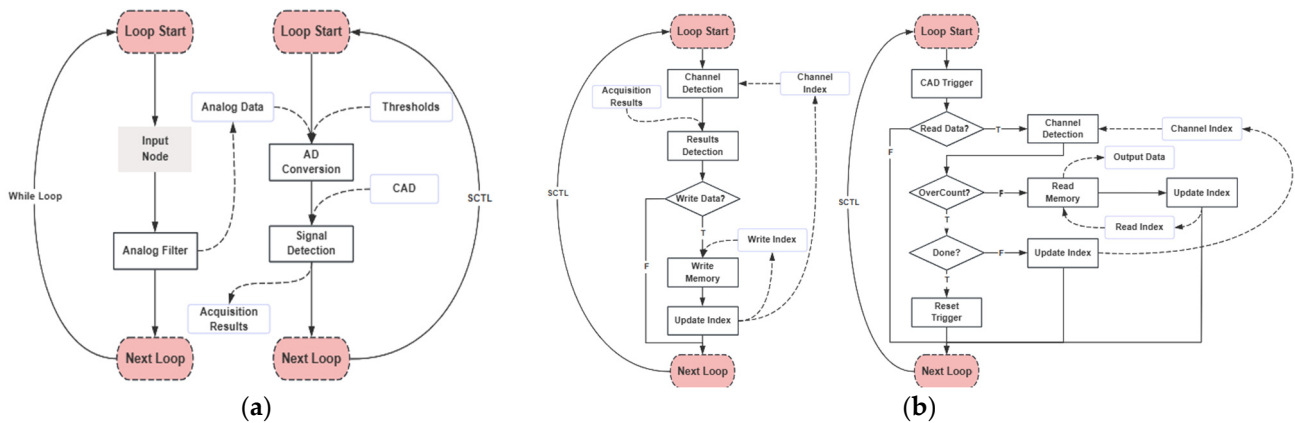 Loop Start
Input
Node
Analog Filter
Next Loop
While Loop
Loop Start
Analog Data
Thresholds
AD
Conversion
CAD
Signal
Detection
Acquisition
Results
Next Loop
SCTL
(a)
Loop Start
Channel
Detection
Channel
Index
Acquisition
Results
Results
Detection
Write Data?
T
F
Write Index
Write
Memory
Update Index
Next Loop
SCTL
Loop Start
CAD Trigger
Read Data?
T
F
Channel
Detection
Channel Index
Output Data
OverCount?
F
Read
Memory
Update Index
T
Read Index
Done?
F
Update Index
T
Reset
Trigger
Next Loop
SCTL
(b)